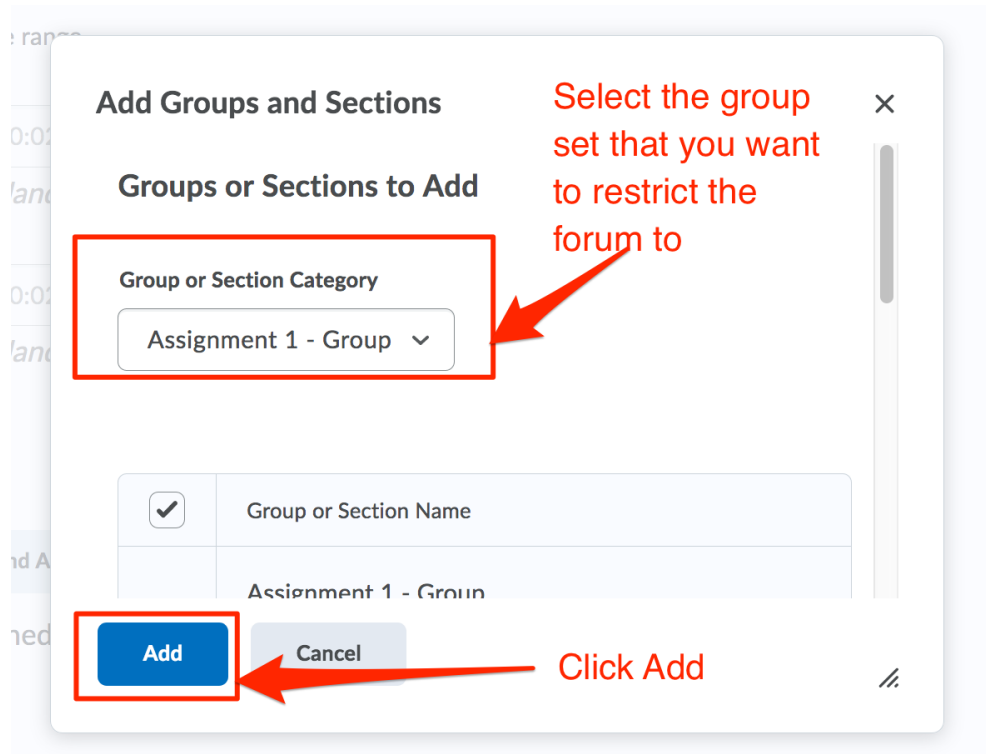 Add Groups and Sections
Select the group
set that you want
to restrict the
forum to
Groups or Sections to Add
Group or Section Category
Assignment 1 - Group
Group or Section Name
Assignment 1 - Group
Add
Cancel
Click Add